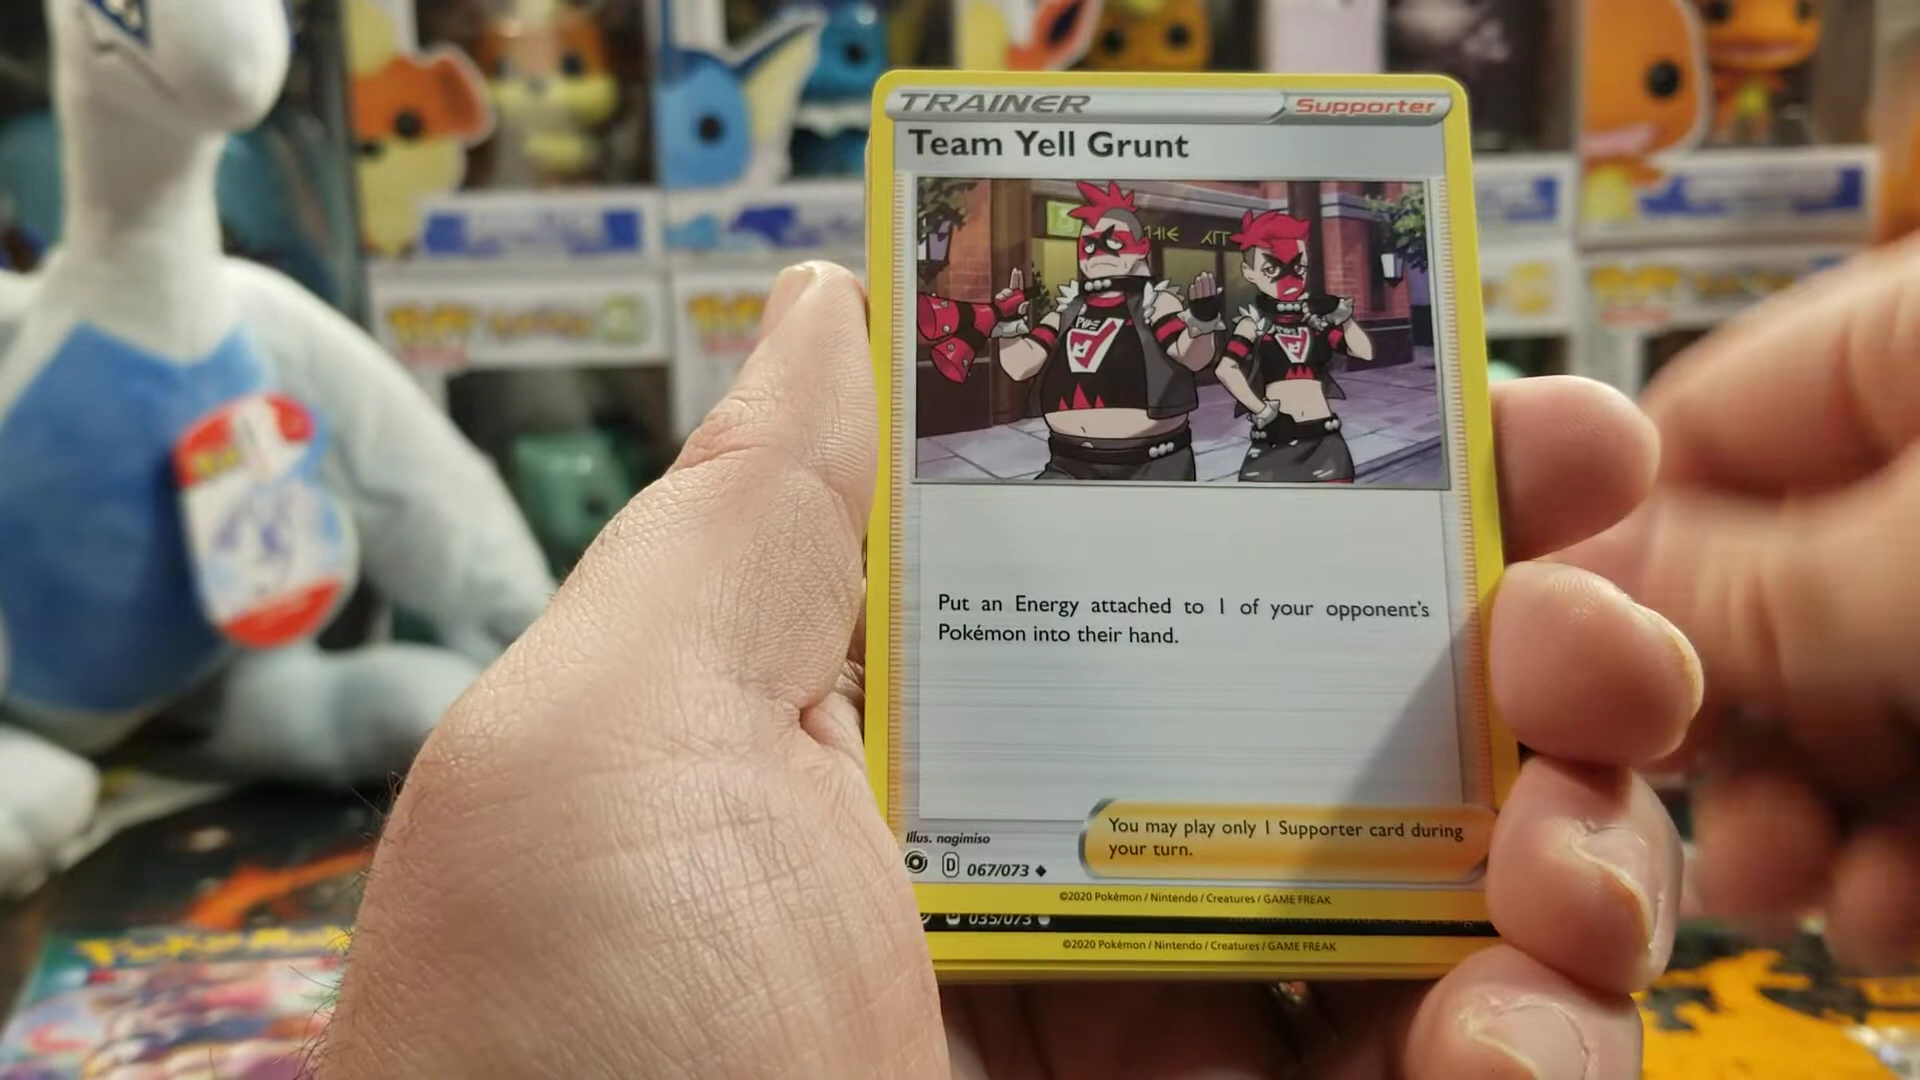 TRAINER
Supporter
Team Yell Grunt
Put an Energy attached to 1 of your opponent's
Pokémon into their hand.
You may play only 1 Supporter card during
your turn.
Illus. nagimiso
D 067/073
©2020 Pokémon / Nintendo / Creatures / GAME FREAK
035/073
©2020 Pokémon / Nintendo / Creatures / GAME FREAK